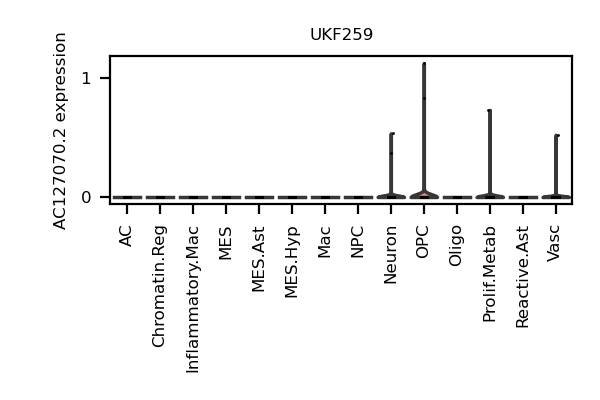 UKF259
AC127070.2 expression
1
0
AC
Chromatin.Reg
Inflammatory.Mac
MES
MES.Ast
MES.Hyp
Mac
NPC
Neuron
OPC
Oligo
Prolif.Metab
Reactive.Ast
Vasc